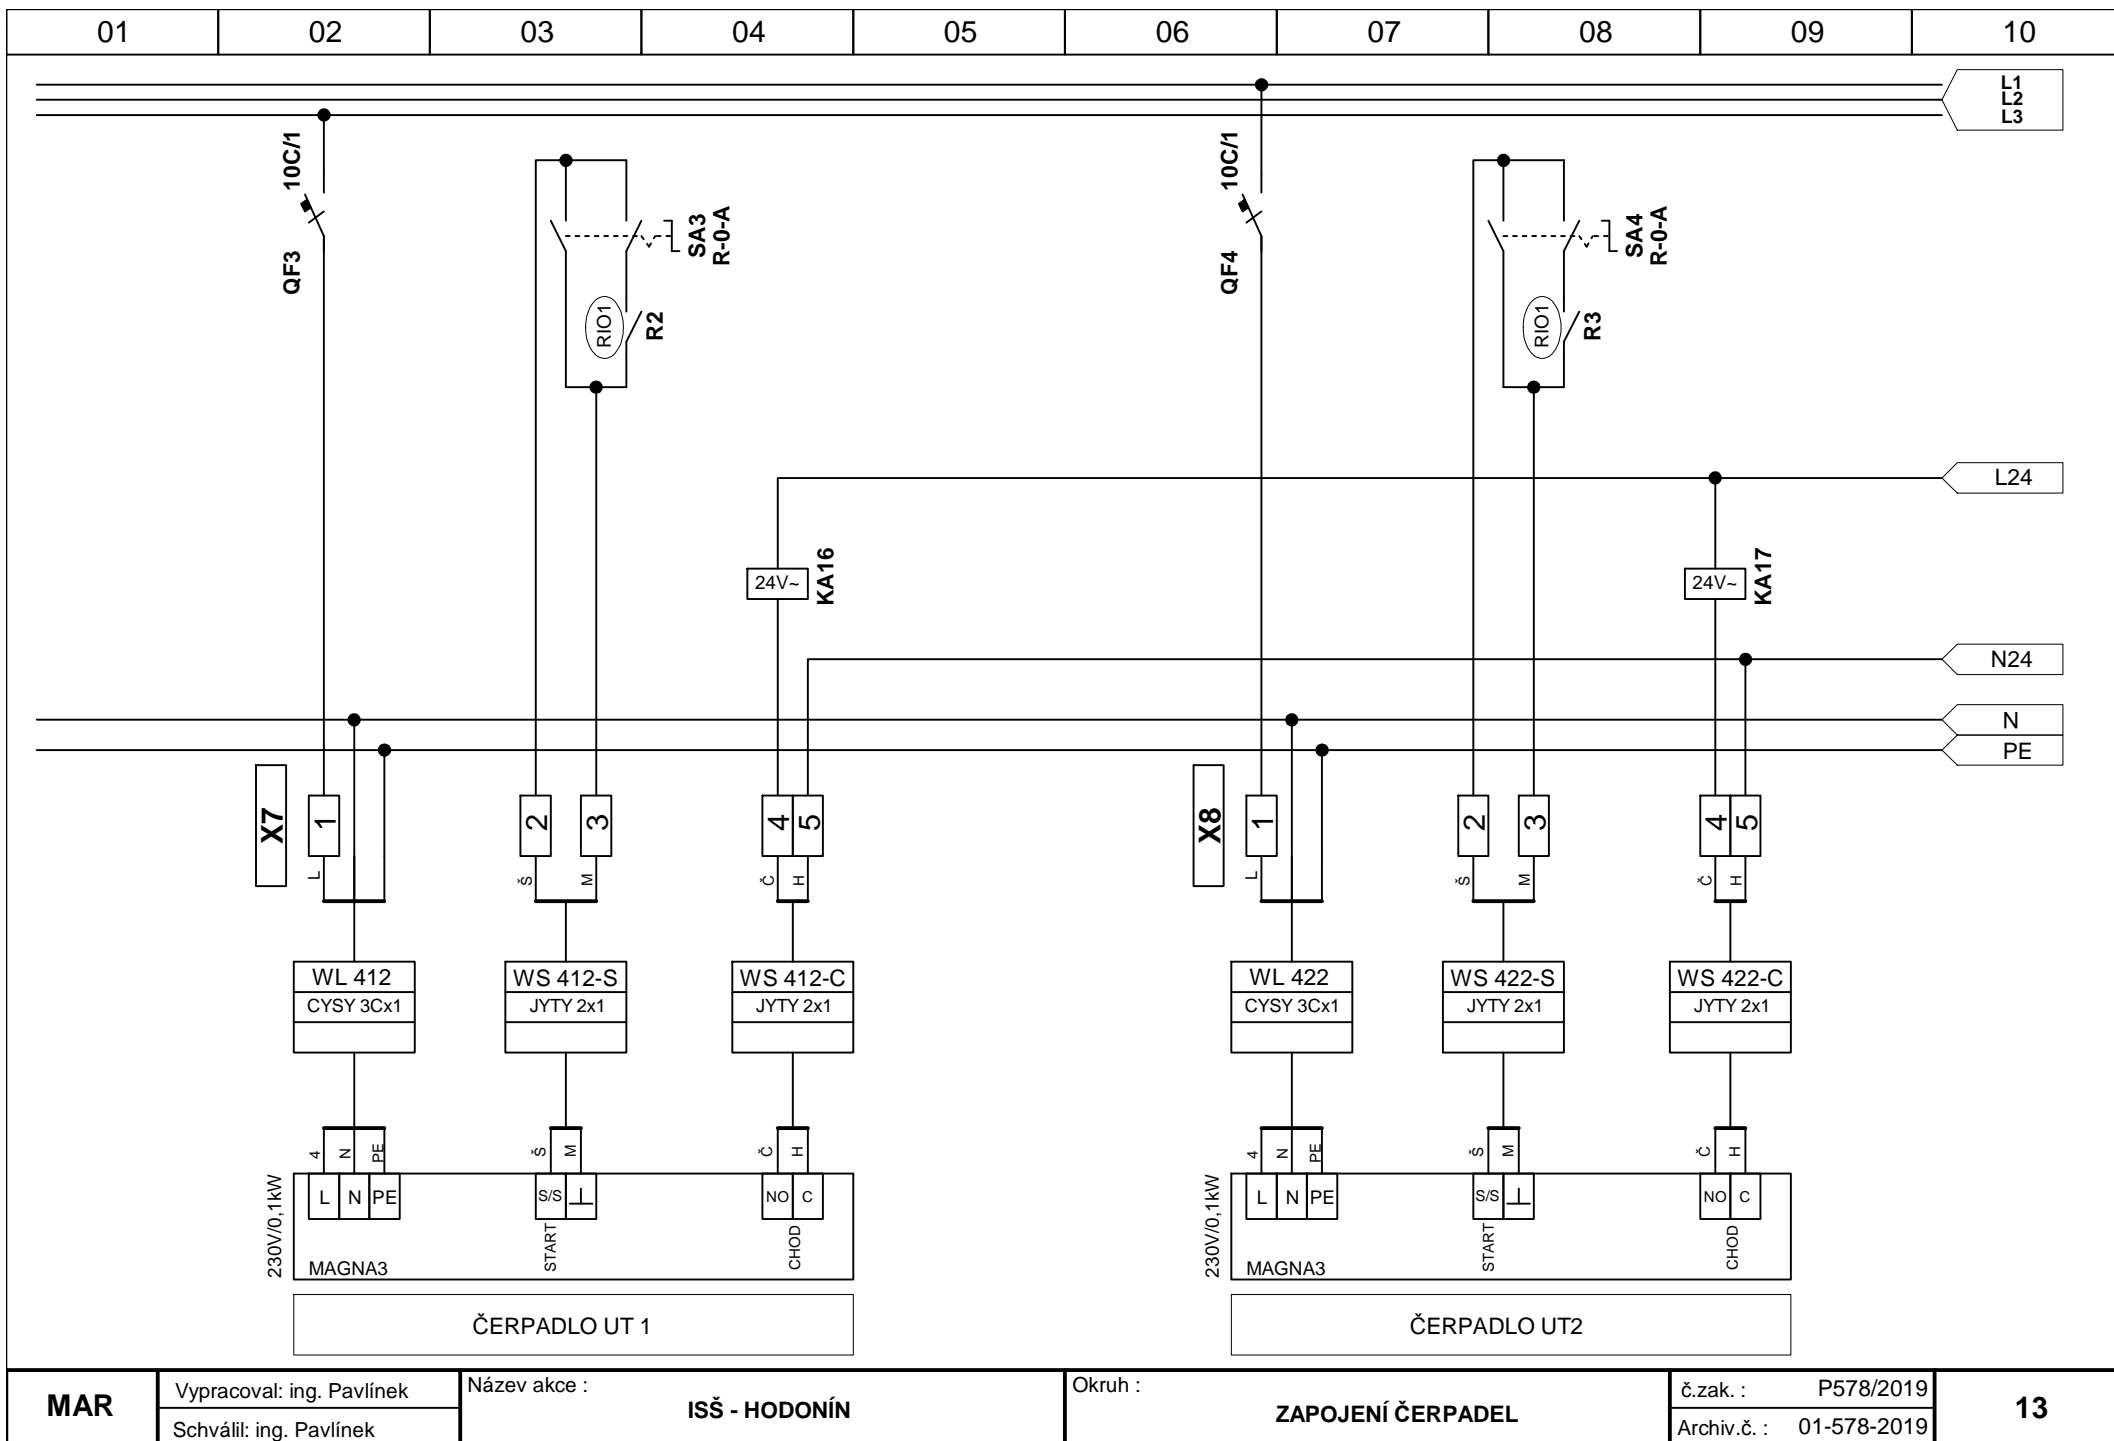 01 02 03 04 05 06 07 08 09 10
L1
L2
L3
10C/1
QF3
SA3
R-0-A
RIO1
R2
10C/1
QF4
SA4
R-0-A
RIO1
R3
L24
24V~
KA16
24V~
KA17
N24
N
PE
X7
1
2
3
4
5
X8
1
2
3
4
5
L
Š
M
Č
H
L
Š
M
Č
H
WL 412
CYSY 3Cx1
WS 412-S
JYTY 2x1
WS 412-C
JYTY 2x1
WL 422
CYSY 3Cx1
WS 422-S
JYTY 2x1
WS 422-C
JYTY 2x1
4
N
PE
Š
M
Č
H
4
N
PE
Š
M
Č
H
230V/0,1kW
L
N
PE
S/S
START
NO
C
CHOD
MAGNA3
230V/0,1kW
L
N
PE
S/S
START
NO
C
CHOD
MAGNA3
ČERPADLO UT 1
ČERPADLO UT2
MAR
Vypracoval: ing. Pavlínek
Schválil: ing. Pavlínek
Název akce :
ISŠ - HODONÍN
Okruh :
ZAPOJENÍ ČERPADEL
č.zak. : P578/2019
Archiv.č. : 01-578-2019
13